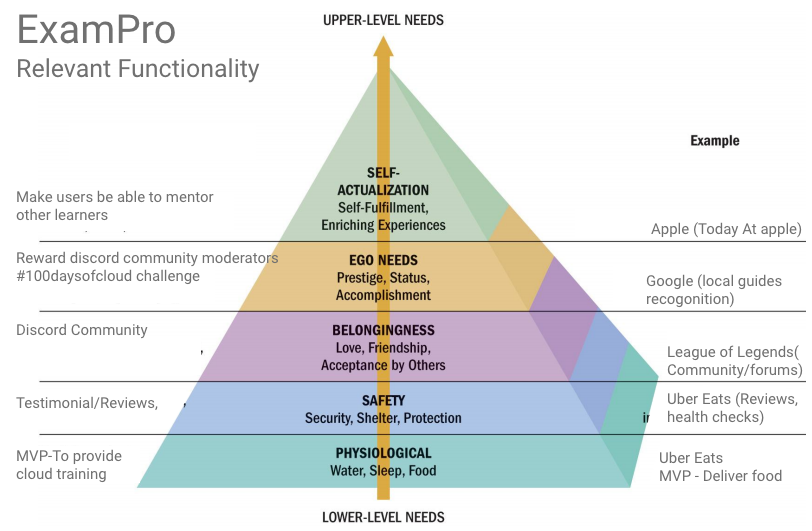 ExamPro
Relevant Functionality
UPPER-LEVEL NEEDS
Example
SELF-
ACTUALIZATION
Self-Fulfillment,
Enriching Experiences
Make users be able to mentor
other learners
Apple (Today At apple)
EGO NEEDS
Prestige, Status,
Accomplishment
Reward discord community moderators
#100daysofcloud challenge
Google (local guides
recogonition)
BELONGINGNESS
Love, Friendship,
Acceptance by Others
Discord Community
League of Legends(
Community/forums)
SAFETY
Security, Shelter, Protection
Testimonial/Reviews,
Uber Eats (Reviews,
health checks)
PHYSIOLOGICAL
Water, Sleep, Food
MVP-To provide
cloud training
Uber Eats
MVP - Deliver food
LOWER-LEVEL NEEDS